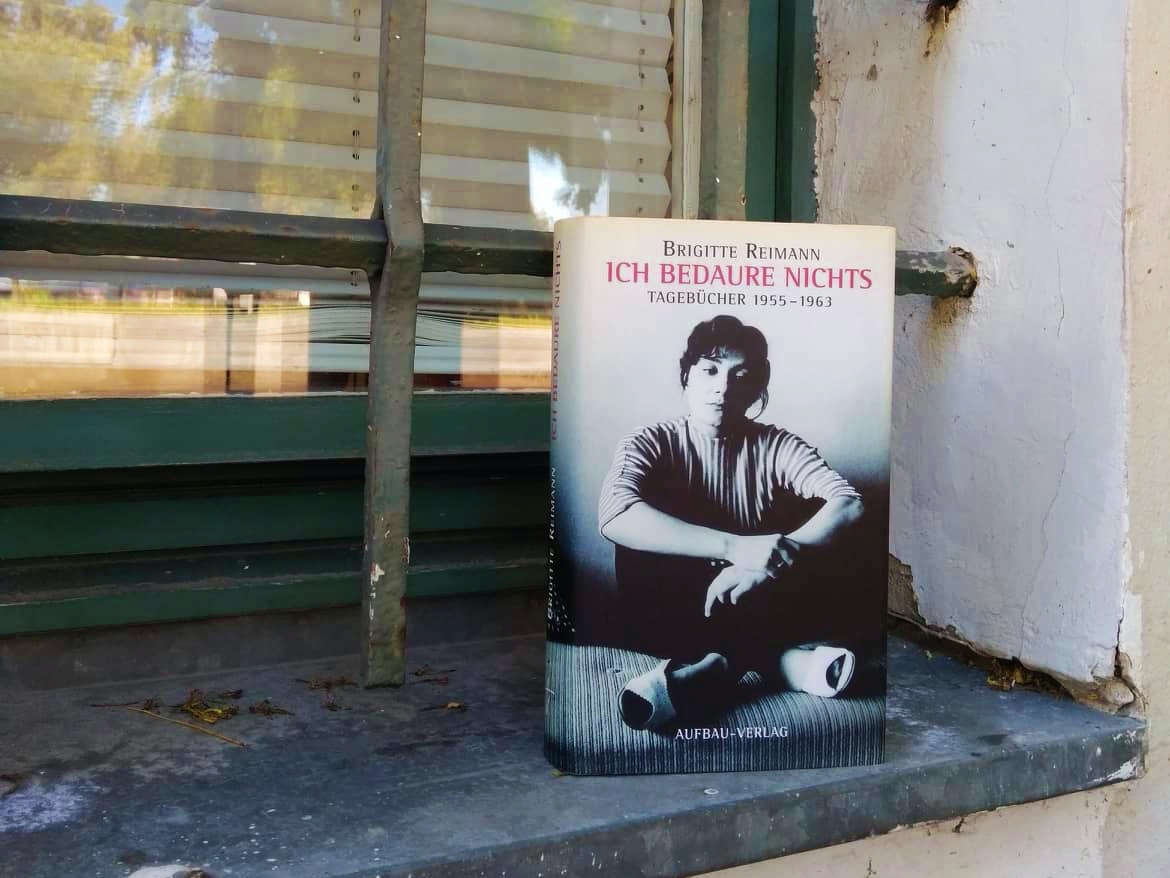 BRIGITTE REIMANN
ICH BEDAURE NICHTS
TAGEBÜCHER 1955–1963
AUFBAU-VERLAG
BRIGITTE REIMANN ICH BEDAURE NICHTS